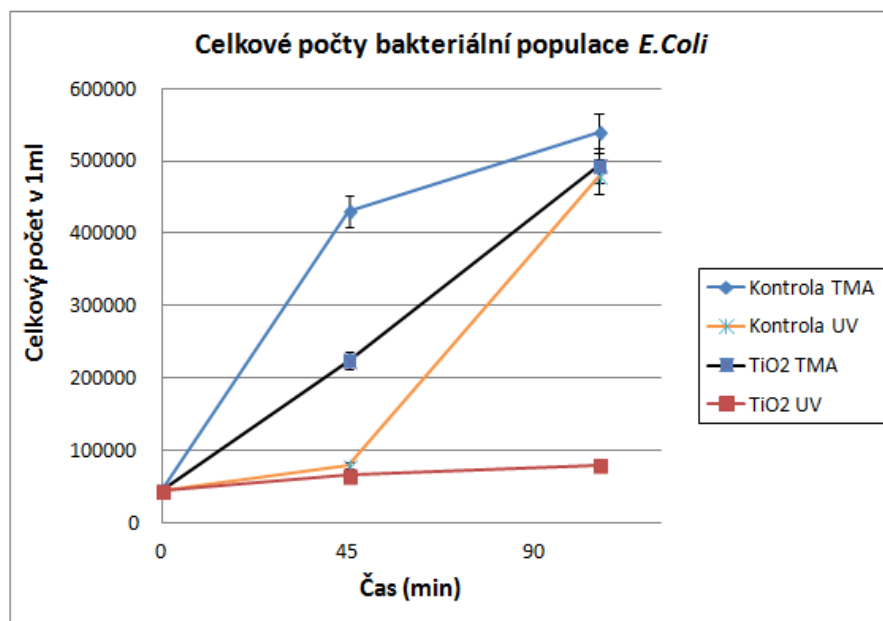 Celkové počty bakteriální populace E.Coli
600000
500000
400000
300000
200000
100000
0
Celkový počet v 1ml
0 45 90
Čas (min)
Kontrola TMA
Kontrola UV
TiO2 TMA
TiO2 UV